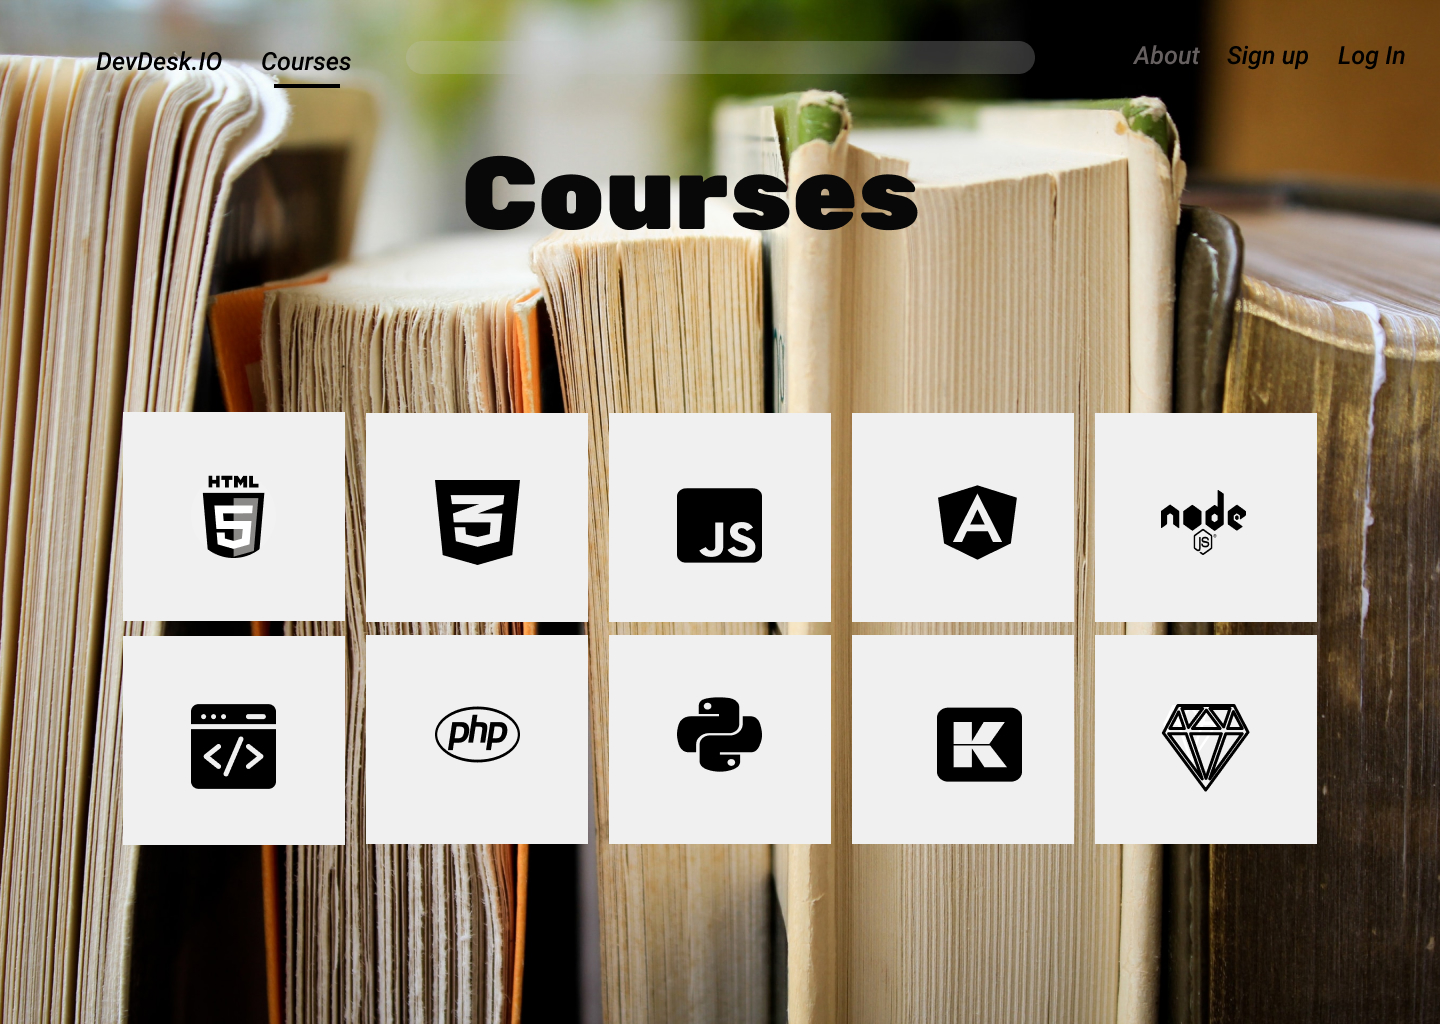 DevDesk.IO Courses About Sign up Log In
Courses
HTML
5 3 JS A node
JS
</> php K